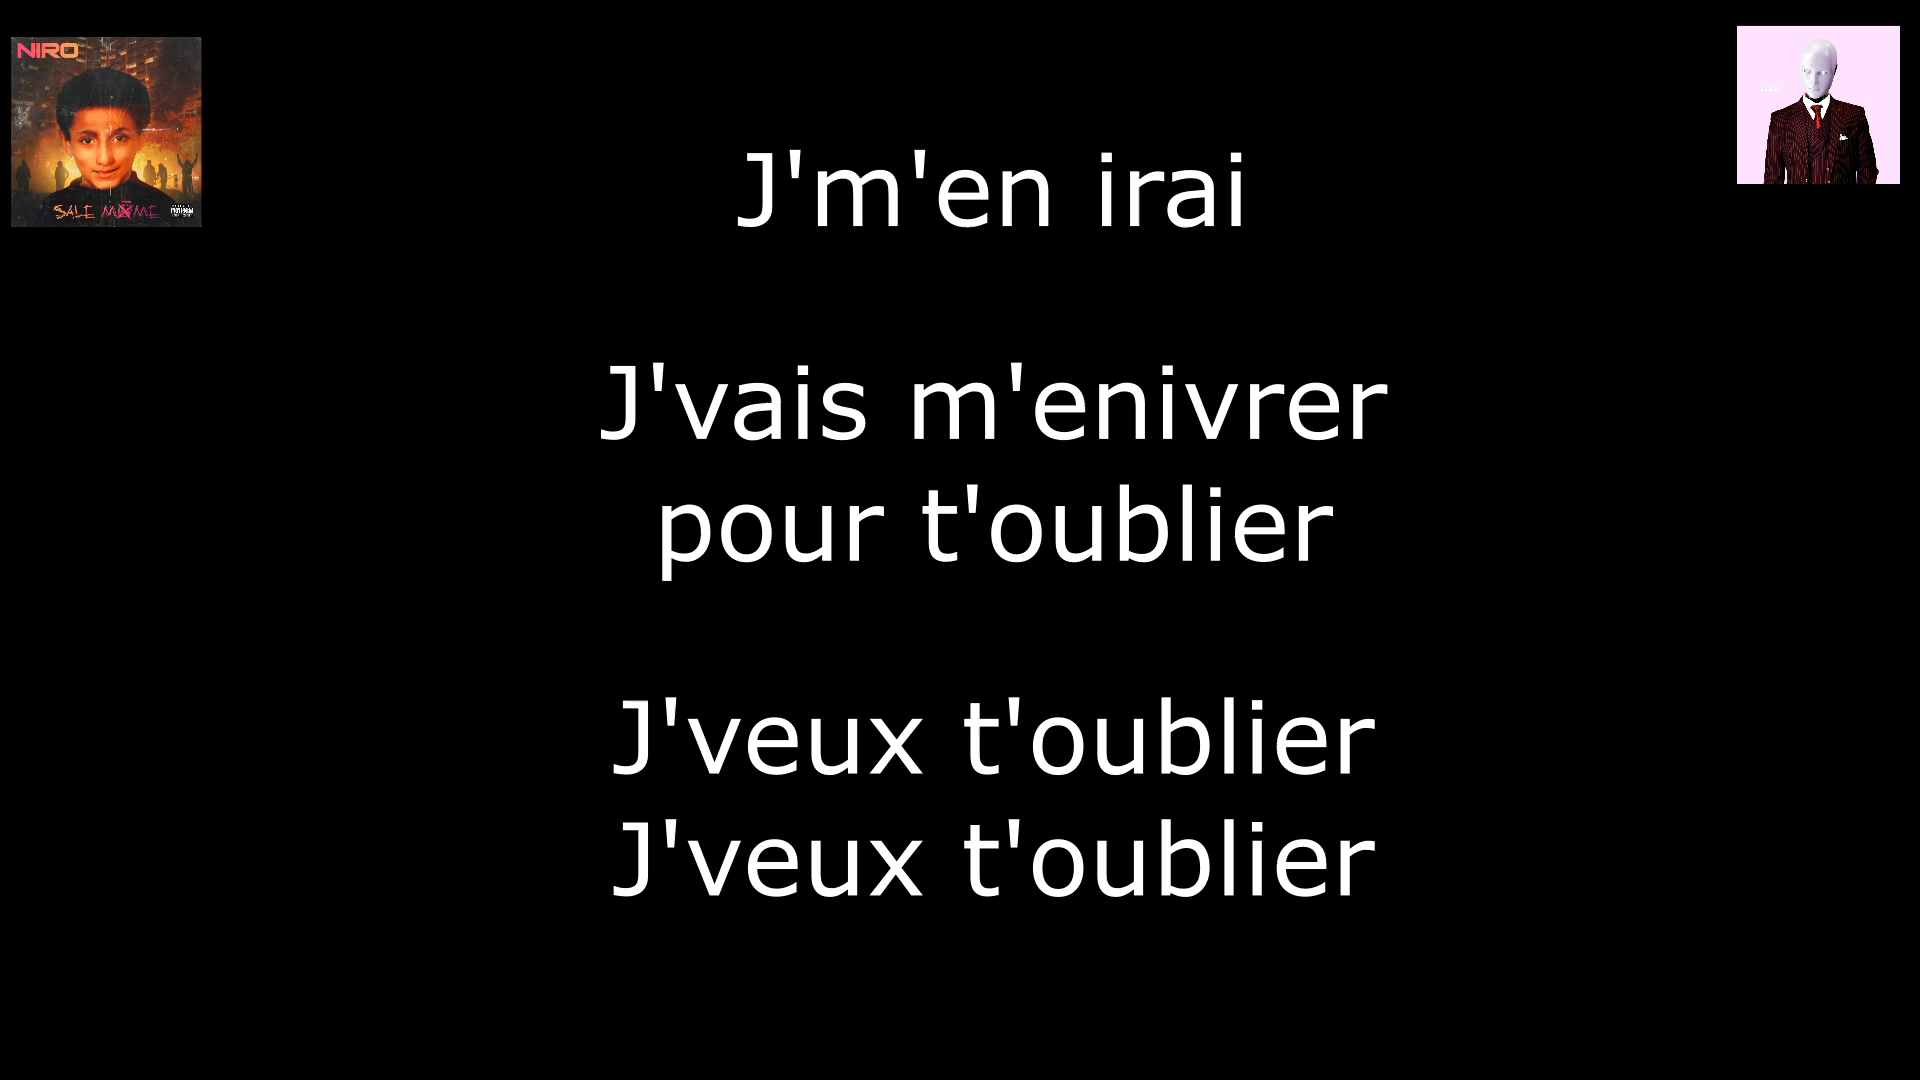 NIRO
SALE MÔME
J'm'en irai
J'vais m'enivrer
pour t'oublier
J'veux t'oublier
J'veux t'oublier